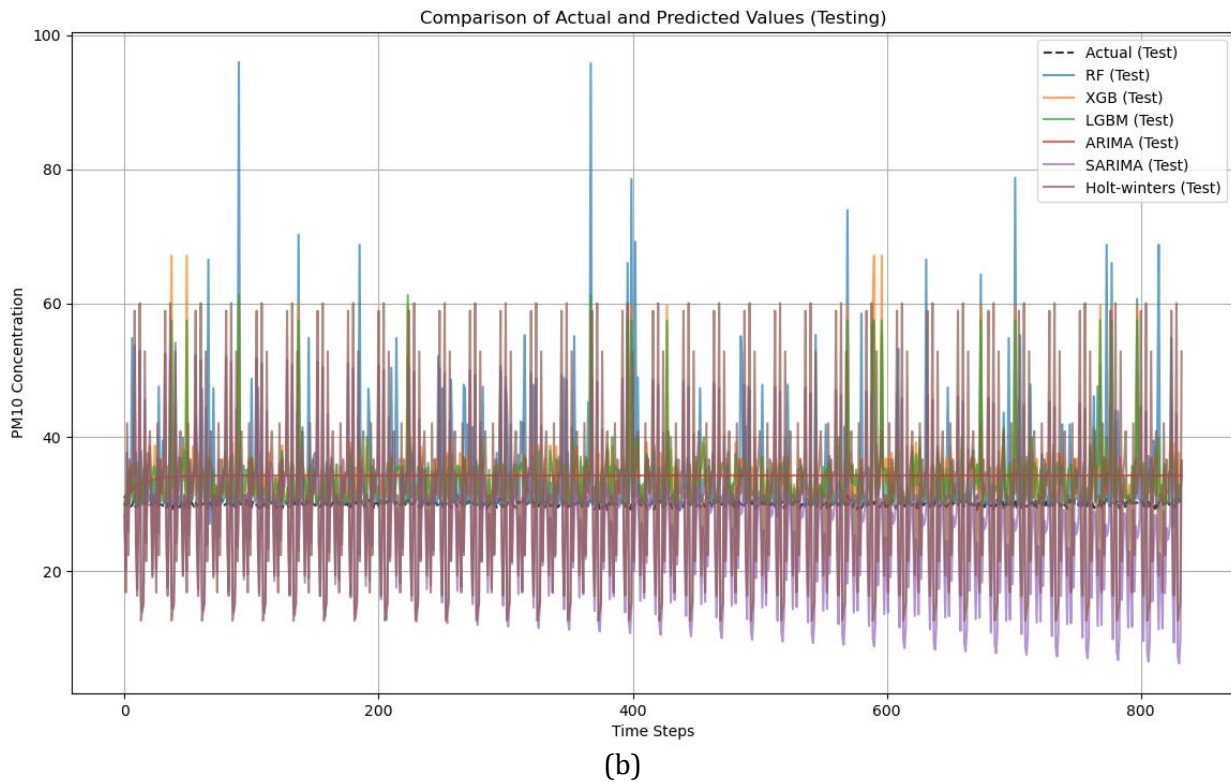 Comparison of Actual and Predicted Values (Testing)
100
80
60
40
20
PM10 Concentration
Actual (Test)
RF (Test)
XGB (Test)
LGBM (Test)
ARIMA (Test)
SARIMA (Test)
Holt-winters (Test)
0 200 400 600 800
Time Steps
(b)